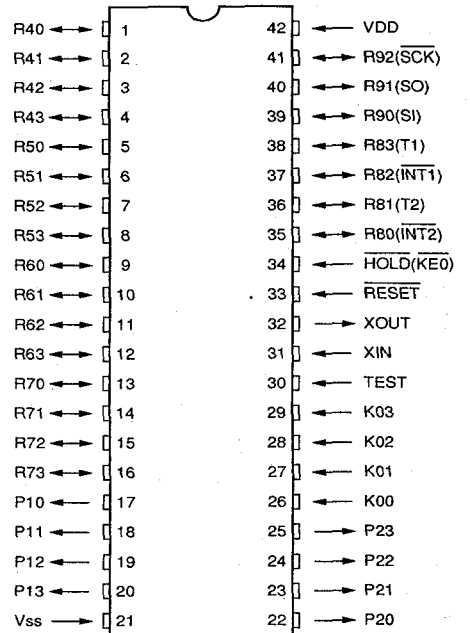 R40 1 42 VDD
R41 2 41 R92(SCK)
R42 3 40 R91(SO)
R43 4 39 R90(SI)
R50 5 38 R83(T1)
R51 6 37 R82(INT1)
R52 7 36 R81(T2)
R53 8 35 R80(INT2)
R60 9 34 HOLD(KE0)
R61 10 33 RESET
R62 11 32 XOUT
R63 12 31 XIN
R70 13 30 TEST
R71 14 29 K03
R72 15 28 K02
R73 16 27 K01
P10 17 26 K00
P11 18 25 P23
P12 19 24 P22
P13 20 23 P21
Vss 21 22 P20